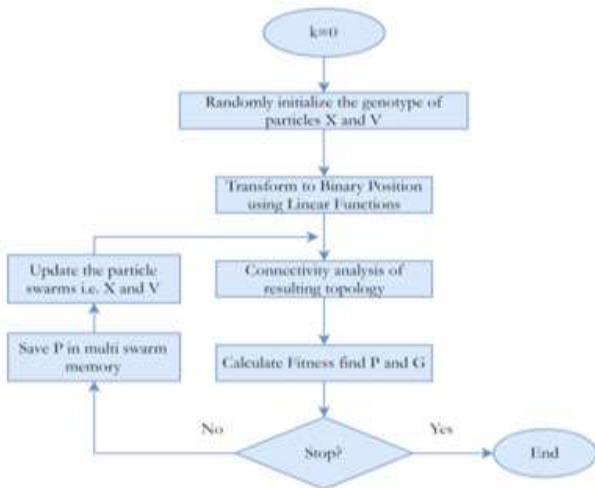 k=0
Randomly initialize the genotype of
particles X and V
Transform to Binary Position
using Linear Functions
Update the particle
swarms i.e. X and V
Connectivity analysis of
resulting topology
Save P in multi swarm
memory
Calculate Fitness find P and G
No
Yes
Stop?
End